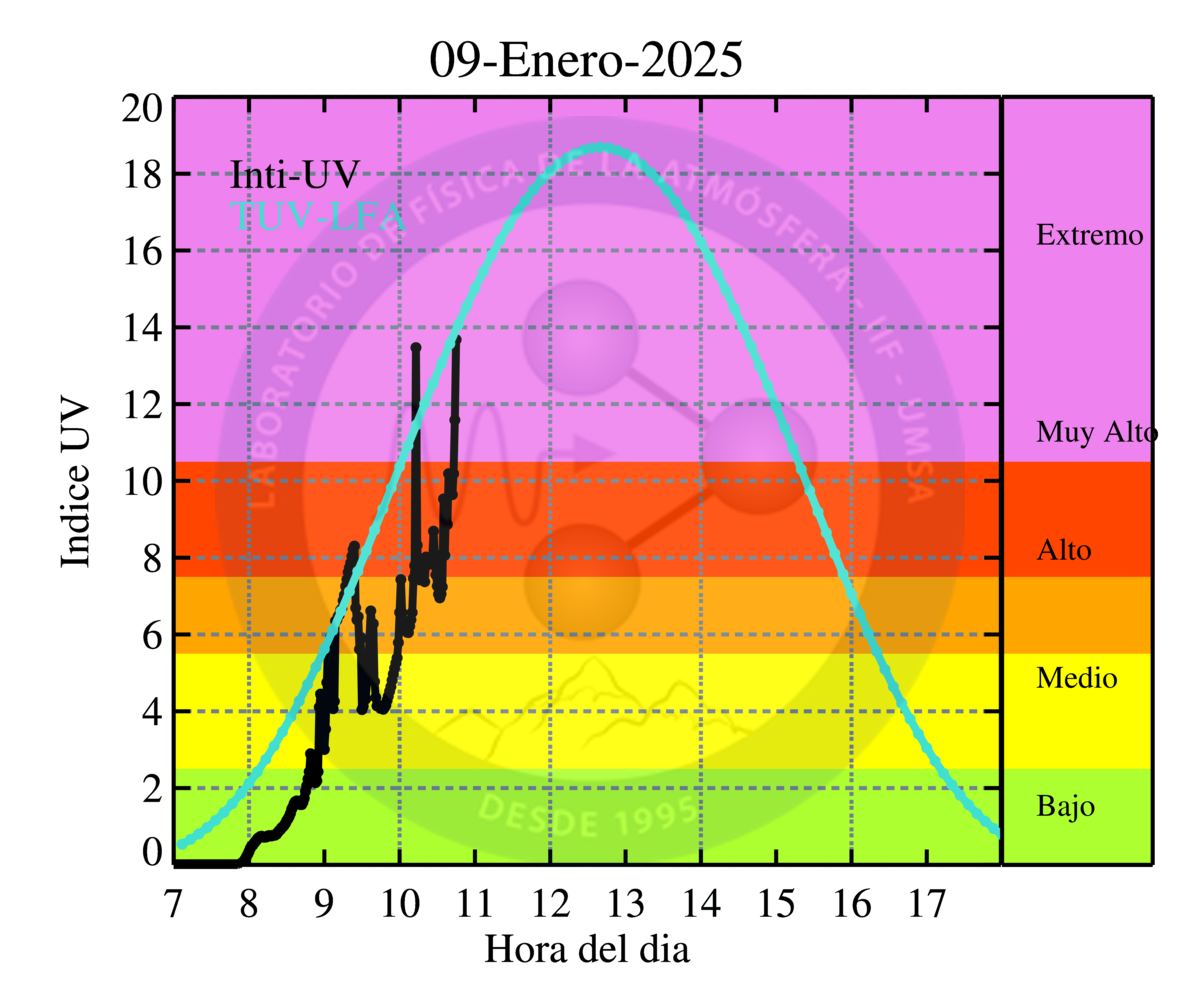 09-Enero-2025
Inti-UV
TUV-LFA
LABORATORIO DE FÍSICA DE LA ATMÓSFERA - IIF - UMSA
DESDE 1995
Indice UV
20
18
16
14
12
10
8
6
4
2
0
Extremo
Muy Alto
Alto
Medio
Bajo
7 8 9 10 11 12 13 14 15 16 17
Hora del dia